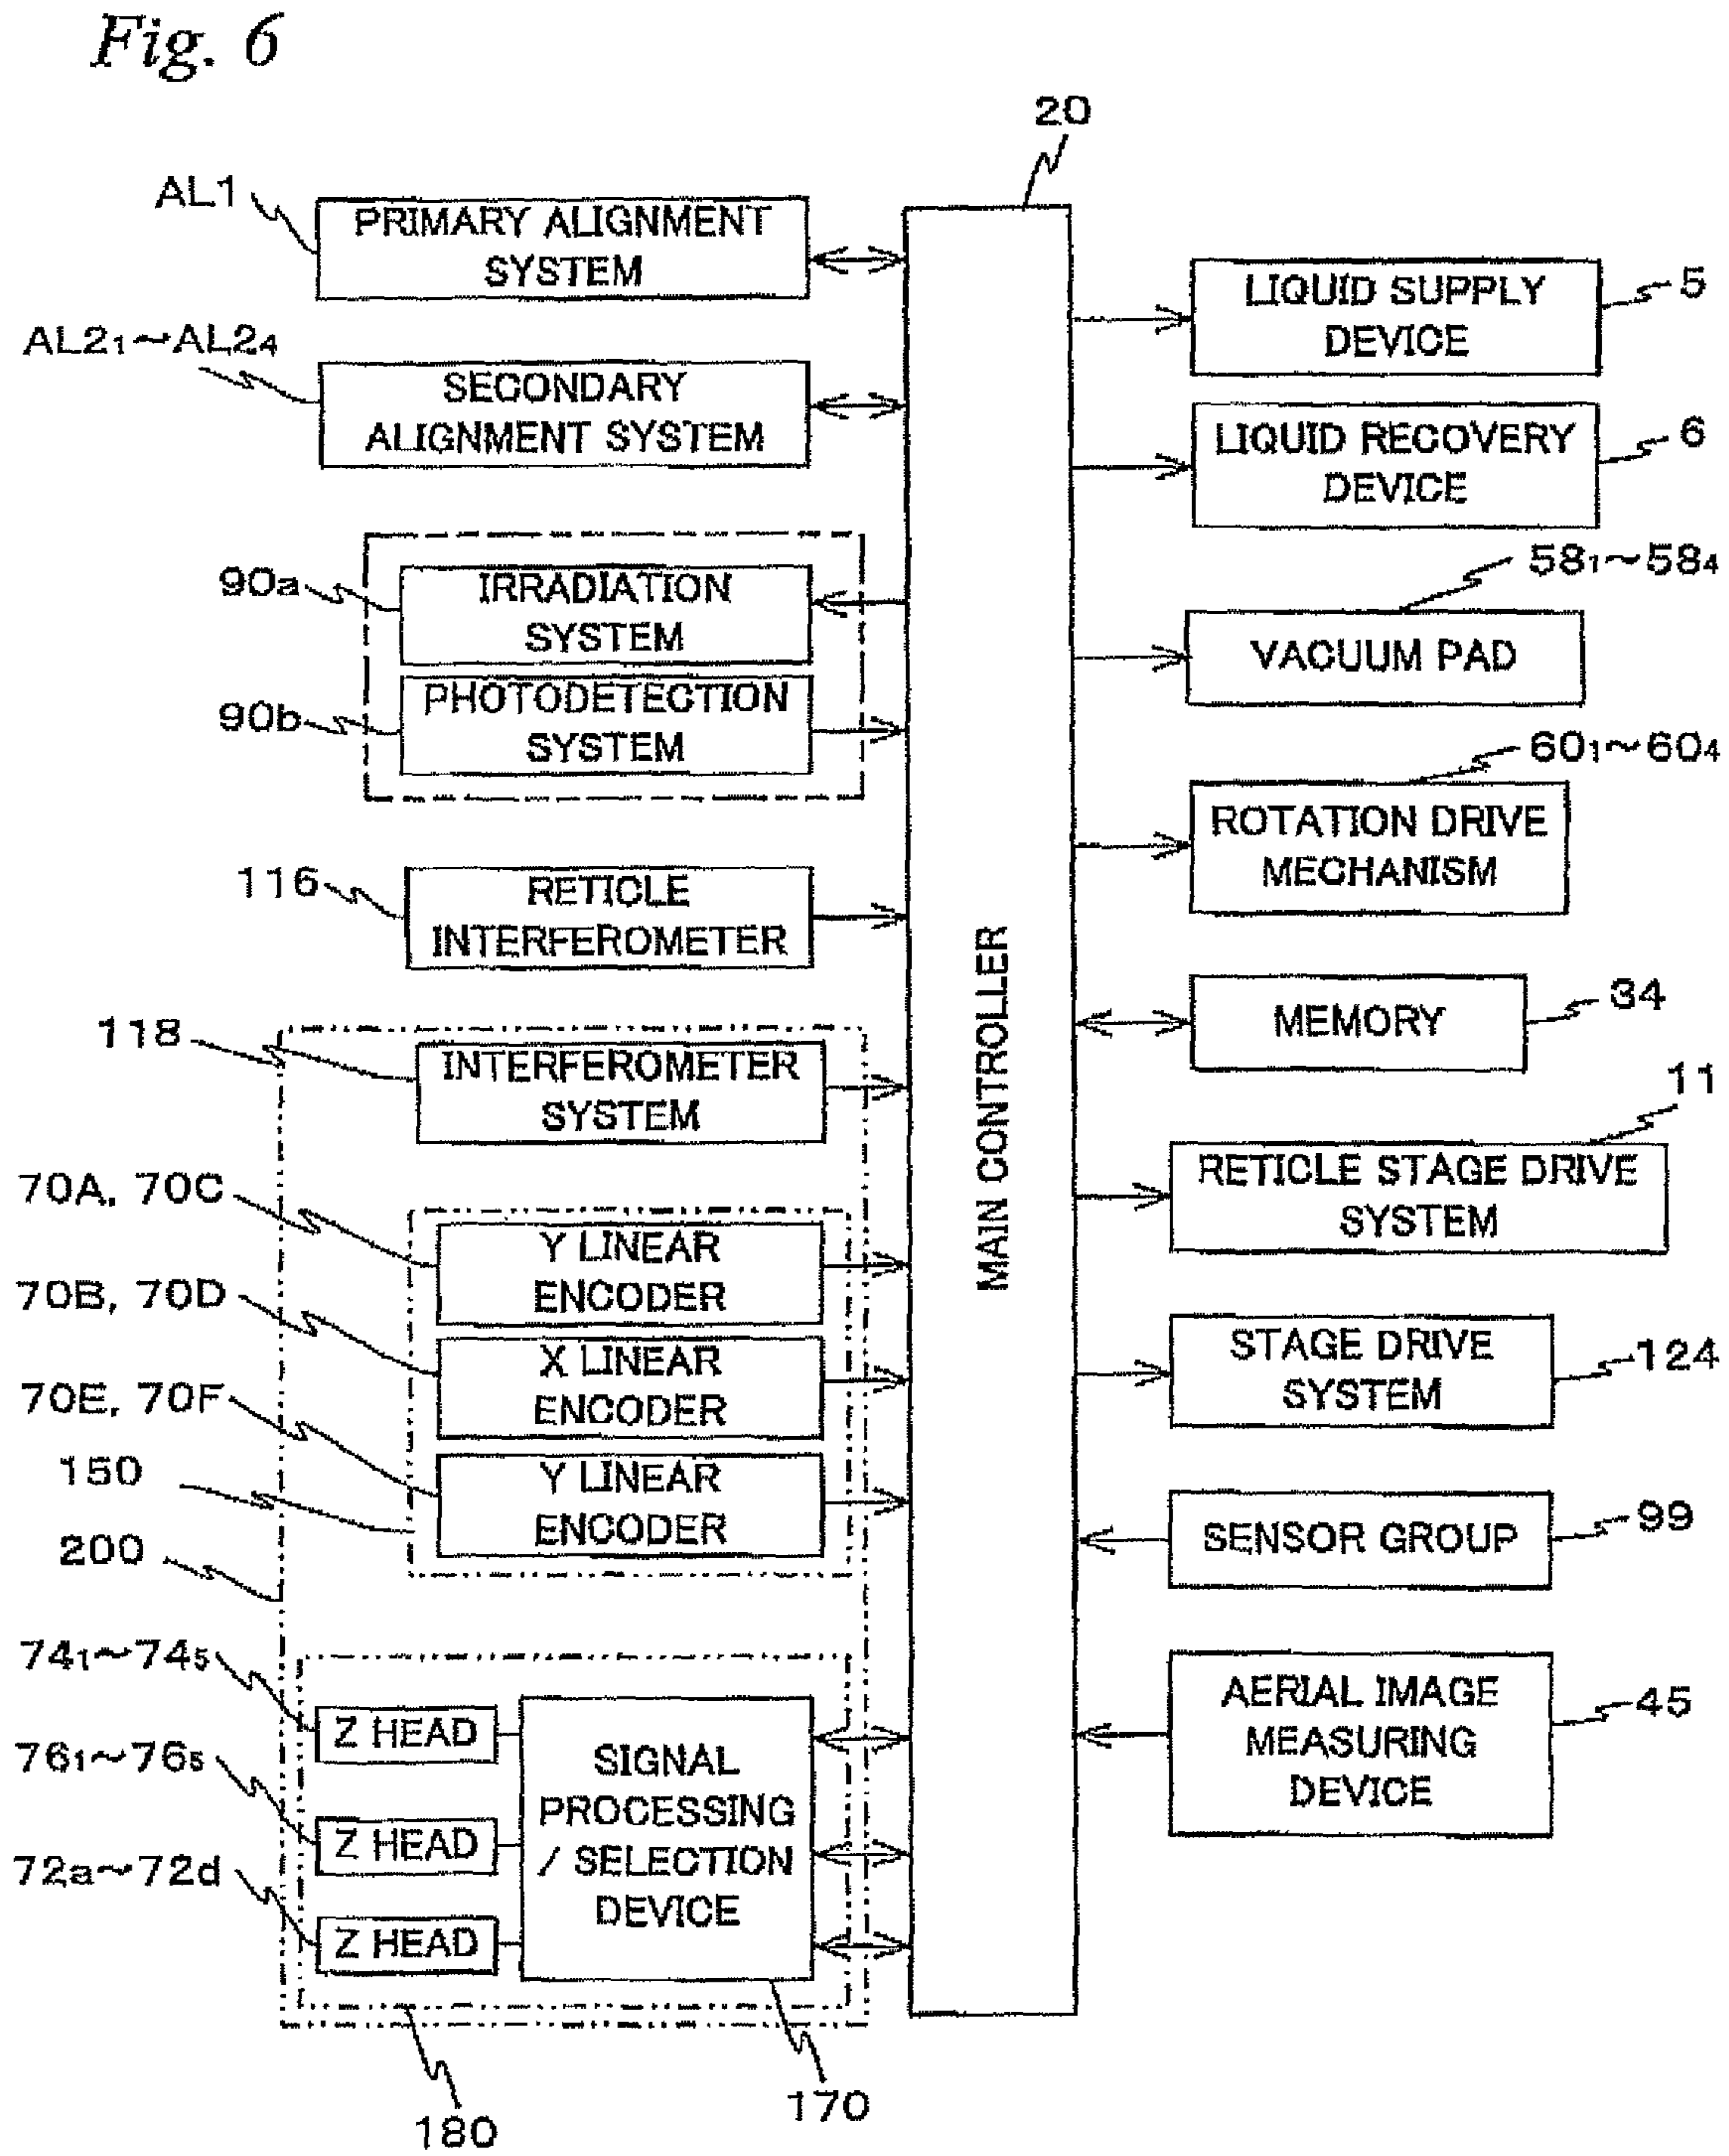 Fig. 6
20
AL1
PRIMARY ALIGNMENT
SYSTEM
AL2₁~AL2₄
SECONDARY
ALIGNMENT SYSTEM
90a
IRRADIATION
SYSTEM
90b
PHOTODETECTION
SYSTEM
116
RETICLE
INTERFEROMETER
118
INTERFEROMETER
SYSTEM
70A, 70C
Y LINEAR
ENCODER
70B, 70D
X LINEAR
ENCODER
70E, 70F
Y LINEAR
ENCODER
150
200
74₁~74₅
Z HEAD
76₁~76₅
Z HEAD
72a~72d
Z HEAD
SIGNAL
PROCESSING
/ SELECTION
DEVICE
180
170
MAIN CONTROLLER
LIQUID SUPPLY
DEVICE
5
LIQUID RECOVERY
DEVICE
6
58₁~58₄
VACUUM PAD
60₁~60₄
ROTATION DRIVE
MECHANISM
MEMORY
34
11
RETICLE STAGE DRIVE
SYSTEM
STAGE DRIVE
SYSTEM
124
SENSOR GROUP
99
AERIAL IMAGE
MEASURING
DEVICE
45